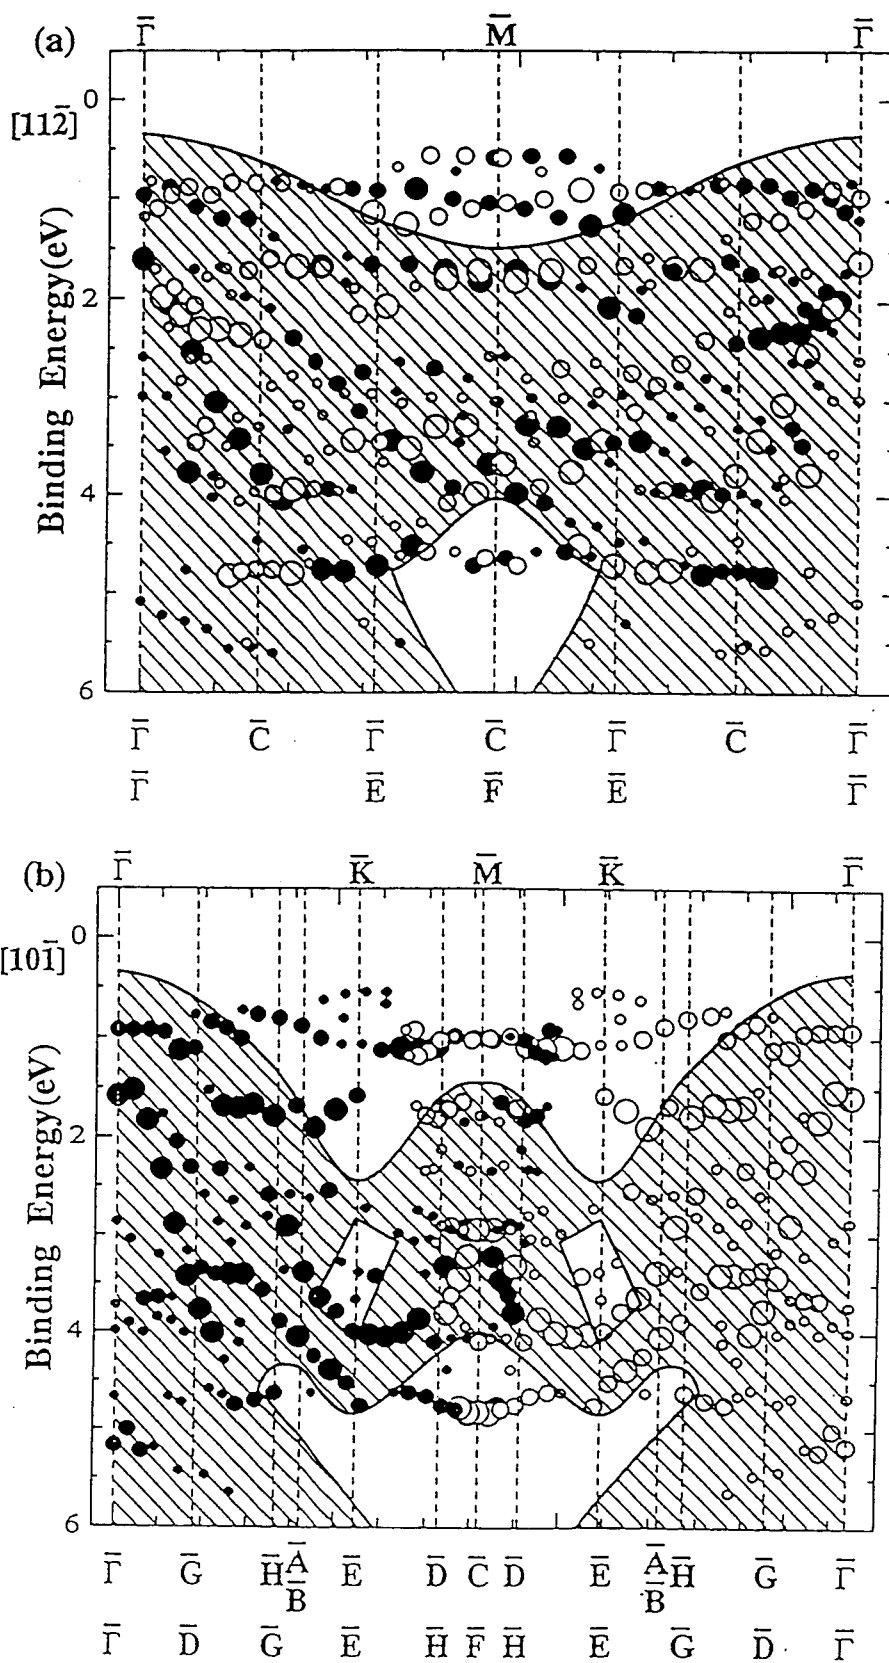 (a) Γ̅ M̅ Γ̅
0
[112̅]
2
Binding Energy(eV)
4
6
Γ̅ C̅ Γ̅ C̅ Γ̅ C̅ Γ̅
Γ̅ E̅ F̅ E̅ Γ̅
(b) Γ̅ K̅ M̅ K̅ Γ̅
0
[101̅]
2
Binding Energy(eV)
4
6
Γ̅ G̅ H̅ A̅ E̅ D̅ C̅ D̅ E̅ A̅ H̅ G̅ Γ̅
B̅ B̅
Γ̅ D̅ G̅ E̅ H̅ F̅ H̅ E̅ G̅ D̅ Γ̅